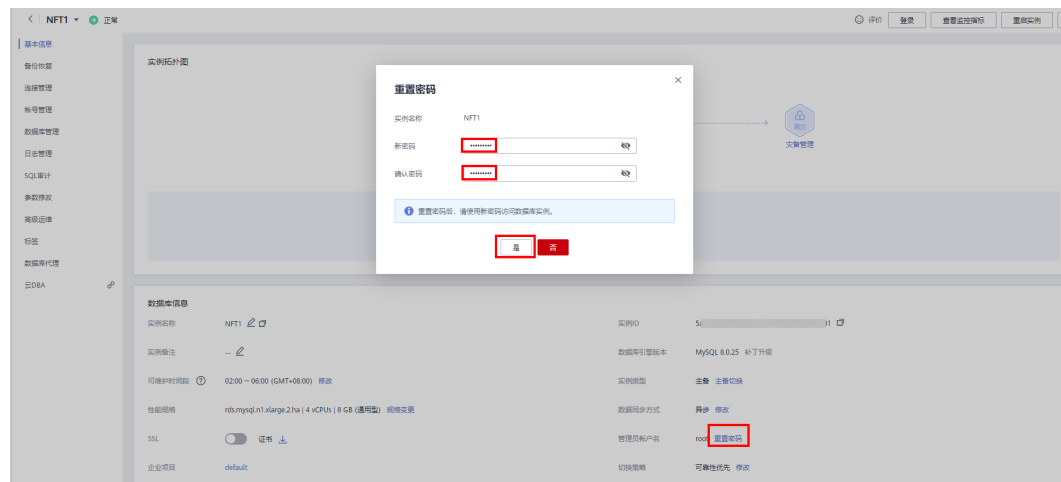 NFT1 正常 评价 登录 查看监控指标 重启实例
基本信息
备份恢复
连接管理
帐号管理
数据库管理
日志管理
SQL审计
参数修改
高级运维
标签
数据库代理
云DBA
实例拓扑图
灾备管理
重置密码
实例名称 NFT1
新密码 •••••••••
确认密码 •••••••••
重置密码后,请使用新密码访问数据库实例。
是 否
数据库信息
实例名称 NFT1 实例ID
实例备注 -- 数据库引擎版本 MySQL 8.0.25 补丁升级
可维护时间段 02:00 – 06:00 (GMT+08:00) 修改 实例类型 主备 主备切换
性能规格 rds.mysql.n1.xlarge.2.ha | 4 vCPUs | 8 GB (通用型) 规格变更 数据同步方式 异步 修改
SSL 证书 管理员帐户名 root 重置密码
企业项目 default 切换策略 可靠性优先 修改